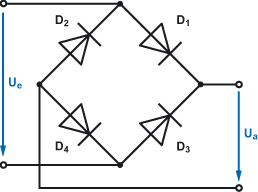 D₂ D₁
Uₑ
Uₐ
D₄ D₃